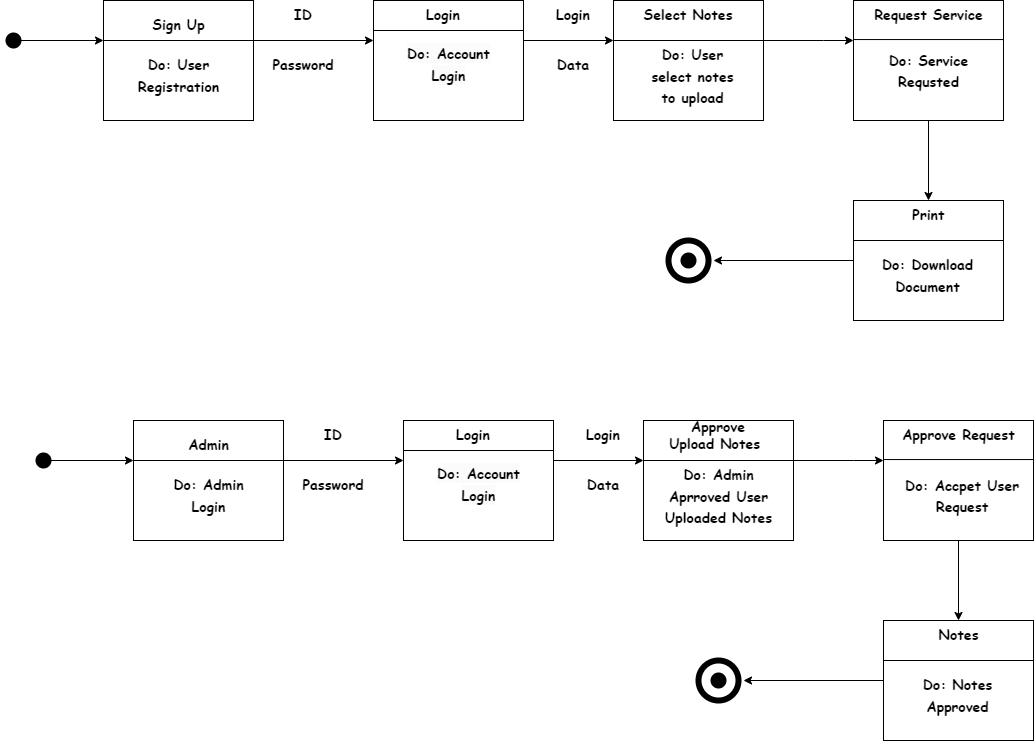 Sign Up
Do: User
Registration
ID
Password
Login
Do: Account
Login
Login
Data
Select Notes
Do: User
select notes
to upload
Request Service
Do: Service
Requsted
Print
Do: Download
Document
Admin
Do: Admin
Login
ID
Password
Login
Do: Account
Login
Login
Data
Approve
Upload Notes
Do: Admin
Aprroved User
Uploaded Notes
Approve Request
Do: Accpet User
Request
Notes
Do: Notes
Approved